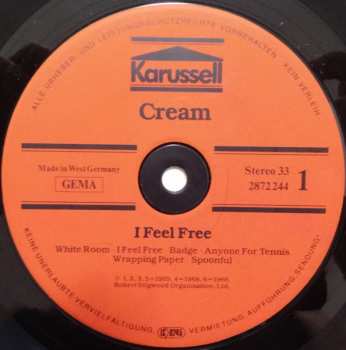 ALLE URHEBER- UND LEISTUNGSSCHUTZRECHTE VORBEHALTEN · KEIN VERLEIH
Karussell
Cream
Made in West Germany
GEMA
Stereo 33
2872 244
1
I Feel Free
White Room · I Feel Free · Badge · Anyone For Tennis
Wrapping Paper · Spoonful
Robert Stigwood Organisation, Ltd.
KEINE UNERLAUBTE VERVIELFÄLTIGUNG, VERMIETUNG, AUFFÜHRUNG, SENDUNG